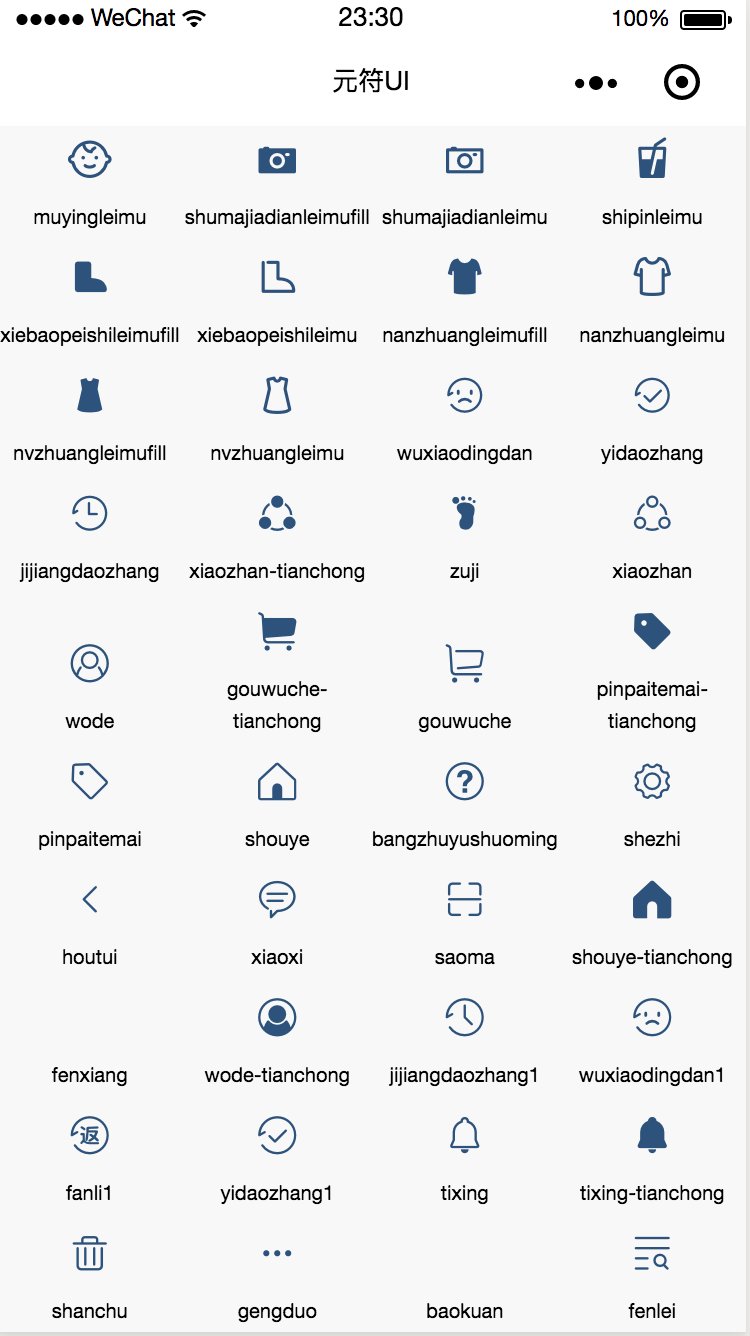 WeChat 23:30 100%
元符UI
muyingleimu shumajiadianleimufill shumajiadianleimu shipinleimu
xiebaopeishileimufill xiebaopeishileimu nanzhuangleimufill nanzhuangleimu
nvzhuangleimufill nvzhuangleimu wuxiaodingdan yidaozhang
jijiangdaozhang xiaozhan-tianchong zuji xiaozhan
wode gouwuche-tianchong gouwuche pinpaitemai-tianchong
pinpaitemai shouye bangzhuyushuoming shezhi
houtui xiaoxi saoma shouye-tianchong
fenxiang wode-tianchong jijiangdaozhang1 wuxiaodingdan1
返
fanli1 yidaozhang1 tixing tixing-tianchong
shanchu gengduo baokuan fenlei